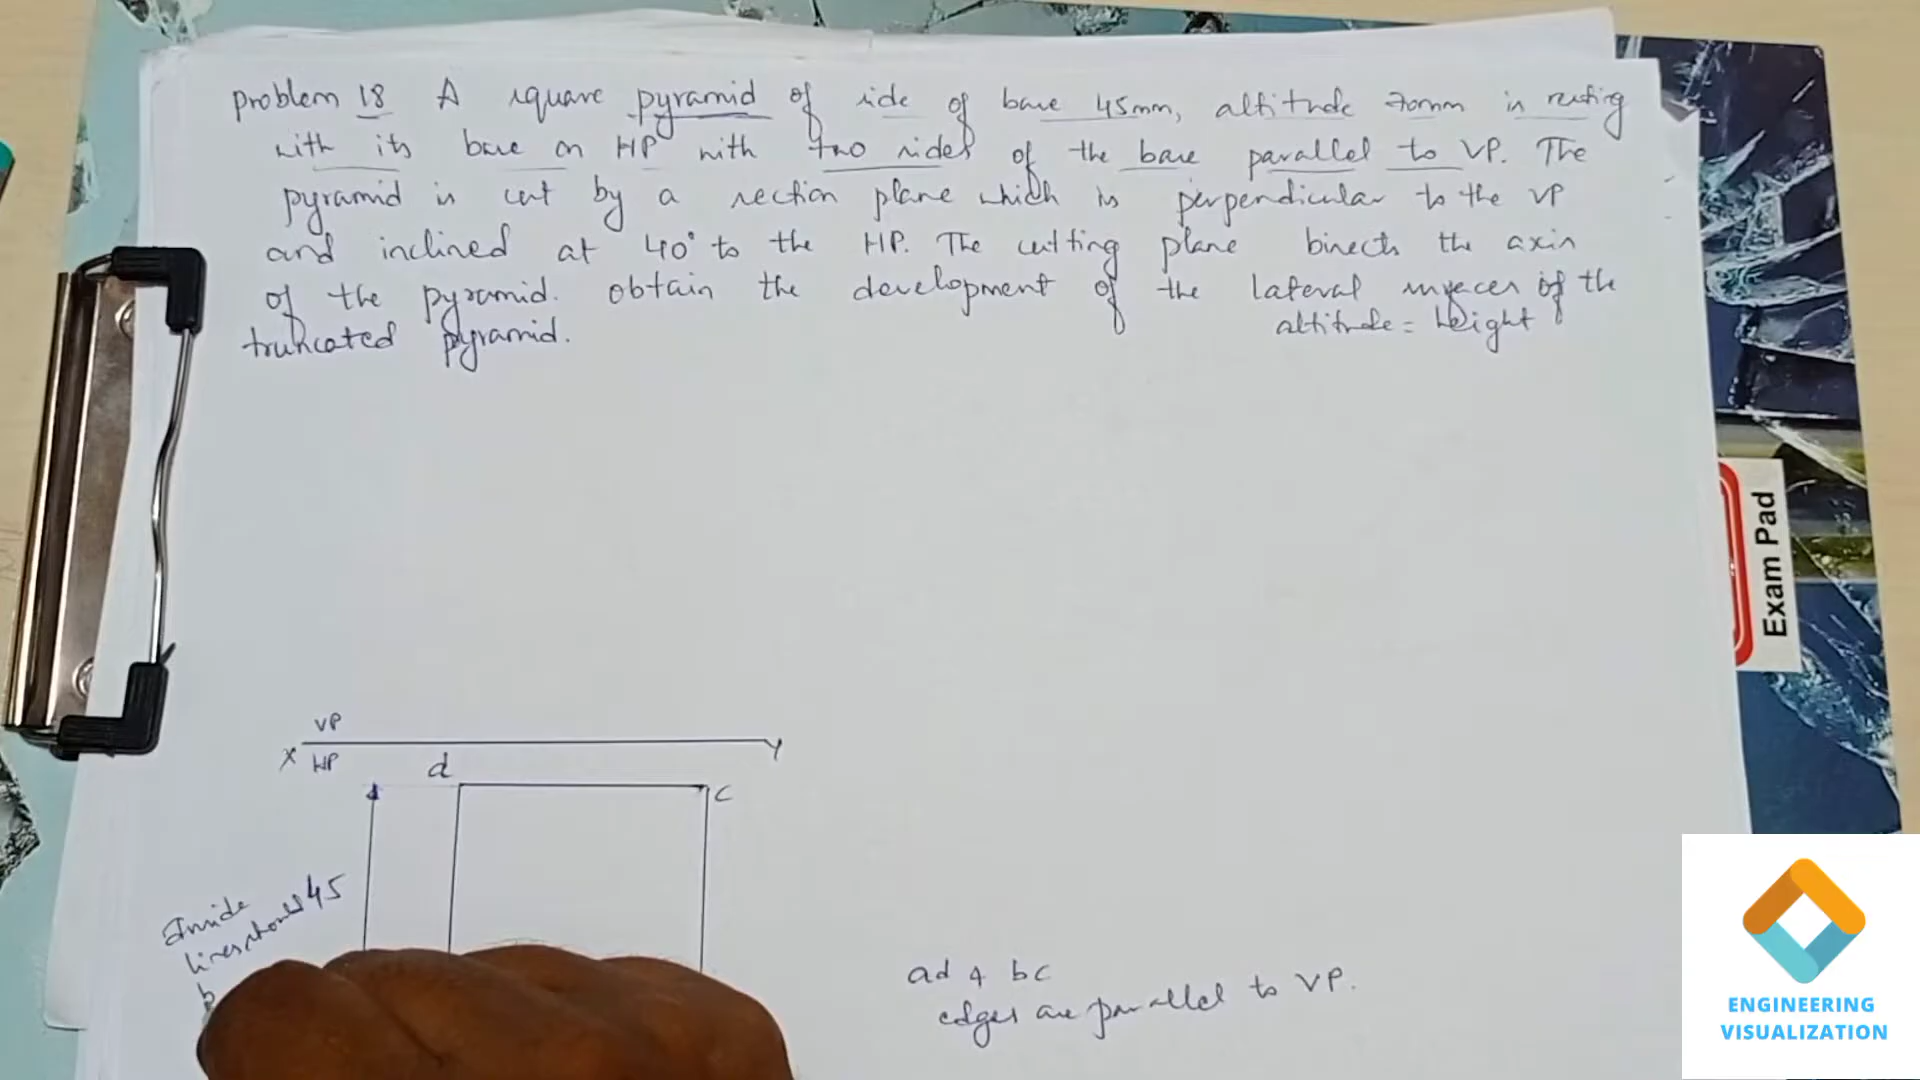 problem 18 A square pyramid of side of base 45mm, altitude 70mm is resting
with its base on HP with two sides of the base parallel to VP. The
pyramid is cut by a section plane which is perpendicular to the VP
and inclined at 40° to the HP. The cutting plane bisects the axis
of the pyramid. obtain the development of the lateral surfaces of the
truncated pyramid.
altitude = height
VP
X HP Y
d
c
45
Inside
lines should
b
ad & bc
edges are parallel to VP.
Exam Pad
ENGINEERING
VISUALIZATION